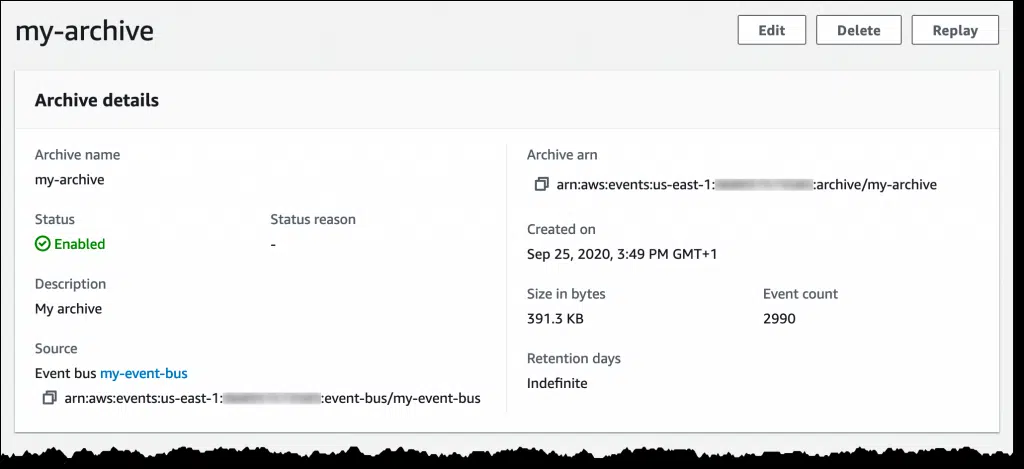 my-archive
Edit
Delete
Replay
Archive details
Archive name
my-archive
Status
Status reason
Enabled
-
Description
My archive
Source
Event bus my-event-bus
arn:aws:events:us-east-1: :event-bus/my-event-bus
Archive arn
arn:aws:events:us-east-1: :archive/my-archive
Created on
Sep 25, 2020, 3:49 PM GMT+1
Size in bytes
Event count
391.3 KB
2990
Retention days
Indefinite